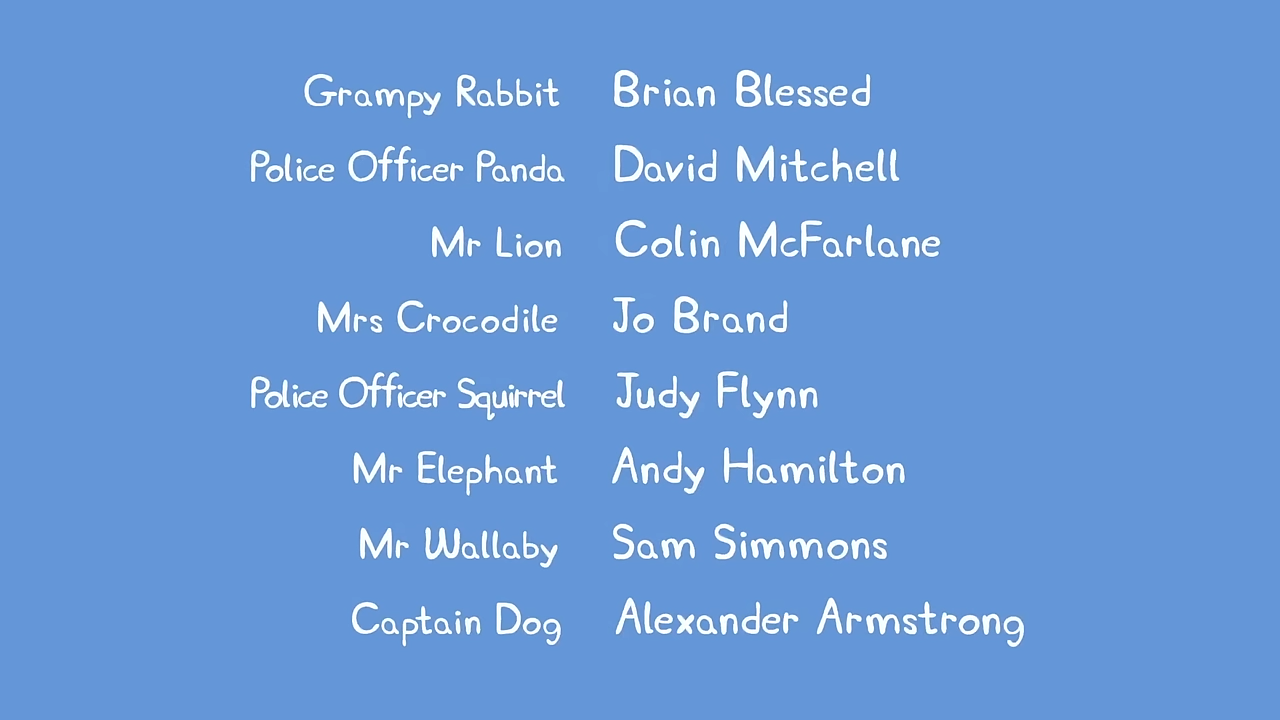 Grampy Rabbit Brian Blessed
Police Officer Panda David Mitchell
Mr Lion Colin McFarlane
Mrs Crocodile Jo Brand
Police Officer Squirrel Judy Flynn
Mr Elephant Andy Hamilton
Mr Wallaby Sam Simmons
Captain Dog Alexander Armstrong